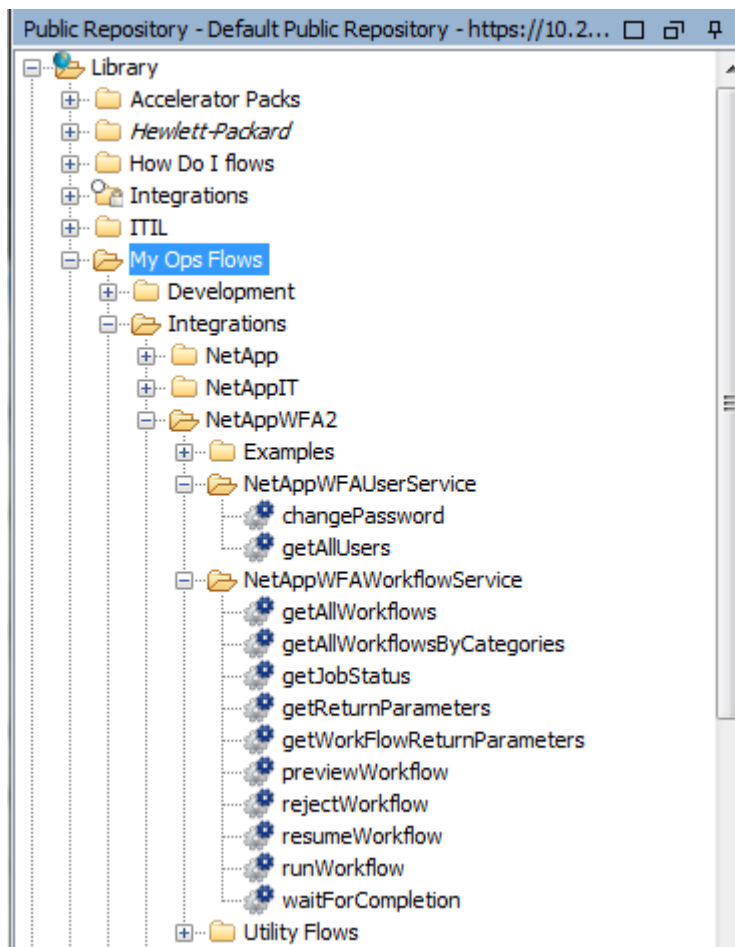 Public Repository - Default Public Repository - https://10.2...
Library
Accelerator Packs
Hewlett-Packard
How Do I flows
Integrations
ITIL
My Ops Flows
Development
Integrations
NetApp
NetAppIT
NetAppWFA2
Examples
NetAppWFAUserService
changePassword
getAllUsers
NetAppWFAWorkflowService
getAllWorkflows
getAllWorkflowsByCategories
getJobStatus
getReturnParameters
getWorkFlowReturnParameters
previewWorkflow
rejectWorkflow
resumeWorkflow
runWorkflow
waitForCompletion
Utility Flows